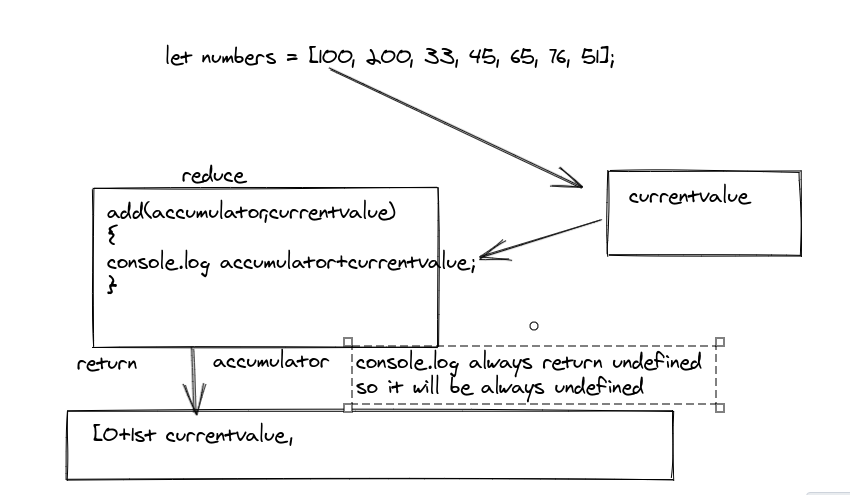 let numbers = [100, 200, 33, 45, 65, 76, 51];
reduce
currentvalue
add(accumulator,currentvalue)
{
console.log accumulator+currentvalue;
}
return
accumulator
console.log always return undefined
so it will be always undefined
[0+1st currentvalue,